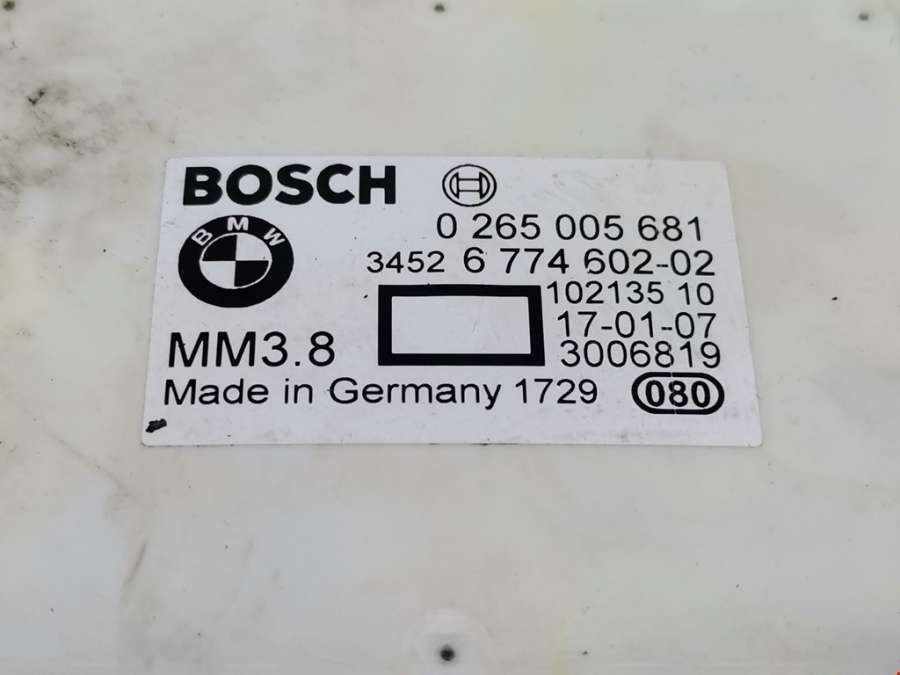 BOSCH
BMW
0 265 005 681
3452 6 774 602-02
102135 10
17-01-07
MM3.8
3006819
Made in Germany 1729
080